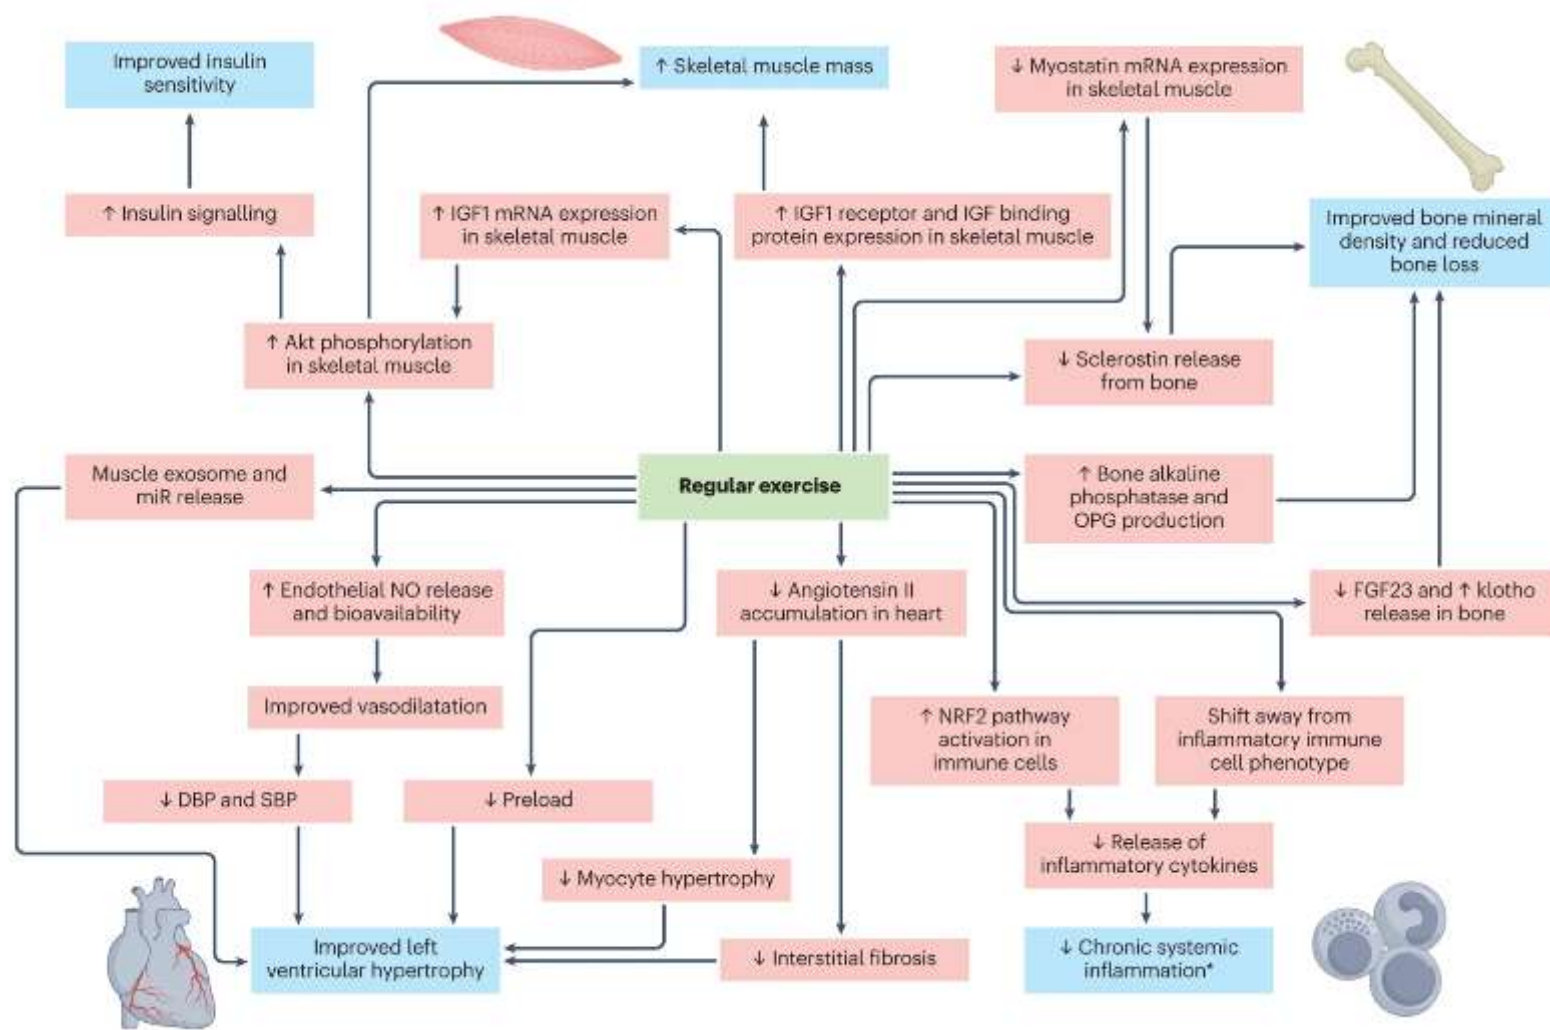 Improved insulin
sensitivity
↑ Skeletal muscle mass
↓ Myostatin mRNA expression
in skeletal muscle
↑ Insulin signalling
↑ IGF1 mRNA expression
in skeletal muscle
↑ IGF1 receptor and IGF binding
protein expression in skeletal muscle
Improved bone mineral
density and reduced
bone loss
↑ Akt phosphorylation
in skeletal muscle
↓ Sclerostin release
from bone
Muscle exosome and
miR release
Regular exercise
↑ Bone alkaline
phosphatase and
OPG production
↑ Endothelial NO release
and bioavailability
↓ Angiotensin II
accumulation in heart
↓ FGF23 and ↑ klotho
release in bone
Improved vasodilatation
↑ NRF2 pathway
activation in
immune cells
Shift away from
inflammatory immune
cell phenotype
↓ DBP and SBP
↓ Preload
↓ Release of
inflammatory cytokines
↓ Myocyte hypertrophy
Improved left
ventricular hypertrophy
↓ Interstitial fibrosis
↓ Chronic systemic
inflammation*